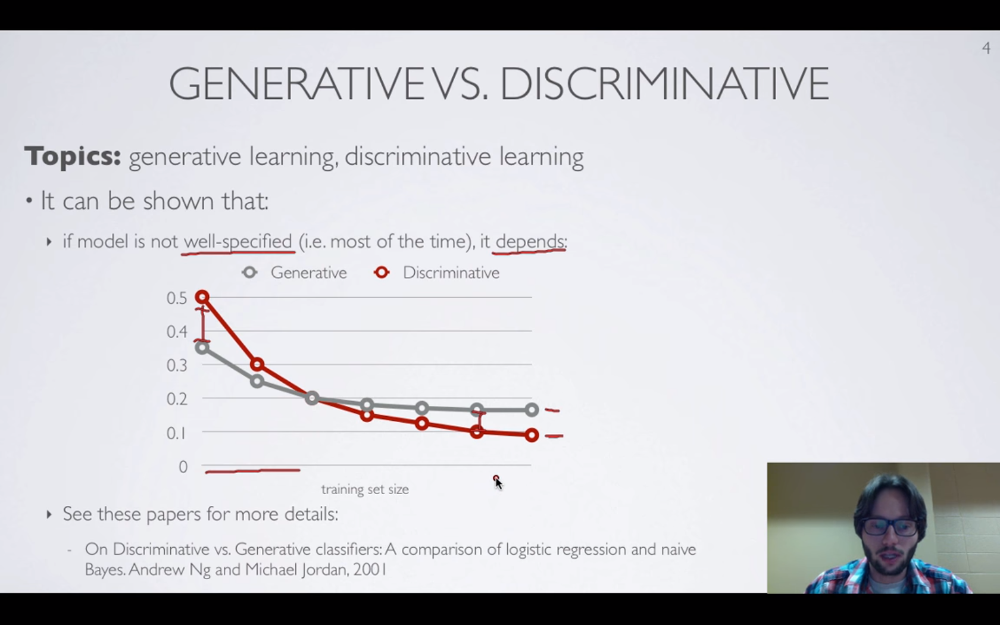 4
GENERATIVE VS. DISCRIMINATIVE
Topics: generative learning, discriminative learning
• It can be shown that:
‣ if model is not well-specified (i.e. most of the time), it depends:
Generative Discriminative
0.5
0.4
0.3
0.2
0.1
0
training set size
‣ See these papers for more details:
- On Discriminative vs. Generative classifiers: A comparison of logistic regression and naive
Bayes. Andrew Ng and Michael Jordan, 2001